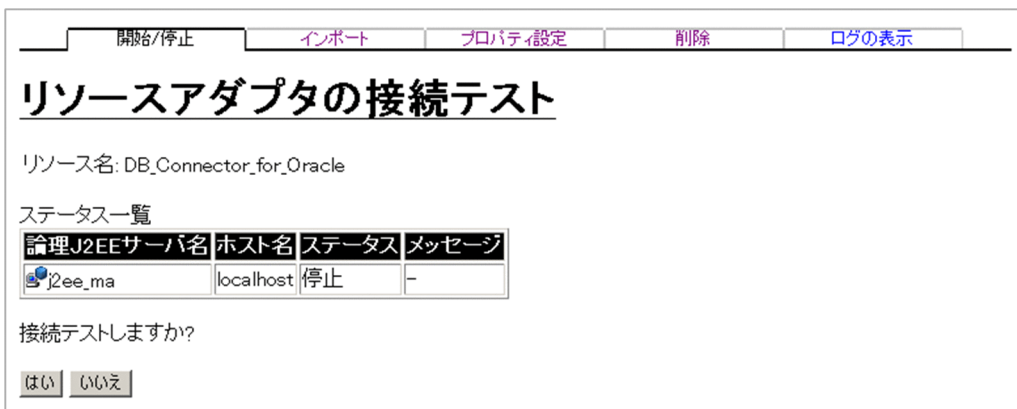 開始/停止 インポート プロパティ設定 削除 ログの表示
リソースアダプタの接続テスト
リソース名: DB_Connector_for_Oracle
ステータス一覧
論理J2EEサーバ名 ホスト名 ステータス メッセージ
j2ee_ma localhost 停止 -
接続テストしますか?
はい いいえ